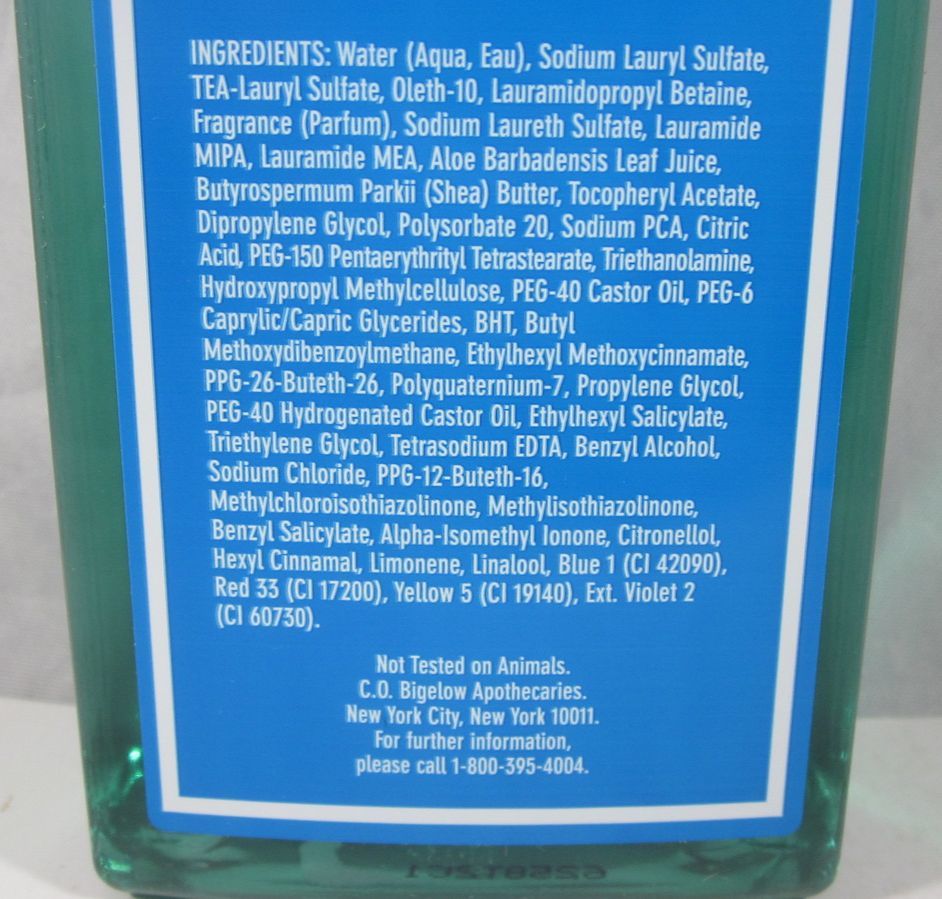 INGREDIENTS: Water (Aqua, Eau), Sodium Lauryl Sulfate,
TEA-Lauryl Sulfate, Oleth-10, Lauramidopropyl Betaine,
Fragrance (Parfum), Sodium Laureth Sulfate, Lauramide
MIPA, Lauramide MEA, Aloe Barbadensis Leaf Juice,
Butyrospermum Parkii (Shea) Butter, Tocopheryl Acetate,
Dipropylene Glycol, Polysorbate 20, Sodium PCA, Citric
Acid, PEG-150 Pentaerythrityl Tetrastearate, Triethanolamine,
Hydroxypropyl Methylcellulose, PEG-40 Castor Oil, PEG-6
Caprylic/Capric Glycerides, BHT, Butyl
Methoxydibenzoylmethane, Ethylhexyl Methoxycinnamate,
PPG-26-Buteth-26, Polyquaternium-7, Propylene Glycol,
PEG-40 Hydrogenated Castor Oil, Ethylhexyl Salicylate,
Triethylene Glycol, Tetrasodium EDTA, Benzyl Alcohol,
Sodium Chloride, PPG-12-Buteth-16,
Methylchloroisothiazolinone, Methylisothiazolinone,
Benzyl Salicylate, Alpha-Isomethyl Ionone, Citronellol,
Hexyl Cinnamal, Limonene, Linalool, Blue 1 (CI 42090),
Red 33 (CI 17200), Yellow 5 (CI 19140), Ext. Violet 2
(CI 60730).
Not Tested on Animals.
C.O. Bigelow Apothecaries.
New York City, New York 10011.
For further information,
please call 1-800-395-4004.